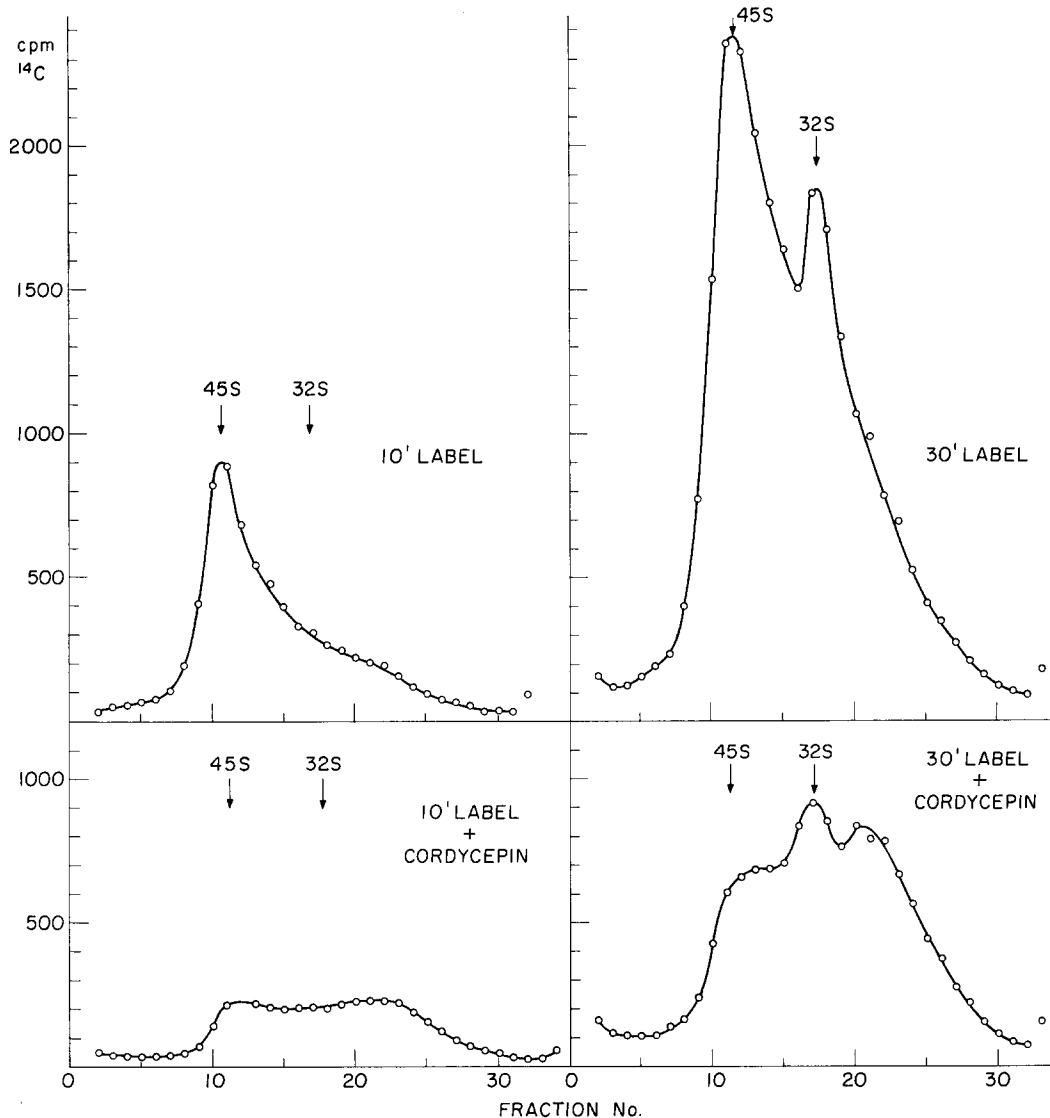 cpm
14C
2000
1500
1000
500
45S
32S
10' LABEL
45S
32S
30' LABEL
1000
500
45S
32S
10' LABEL
+
CORDYCEPIN
45S
32S
30' LABEL
+
CORDYCEPIN
0
10
20
30
0
10
20
30
FRACTION No.